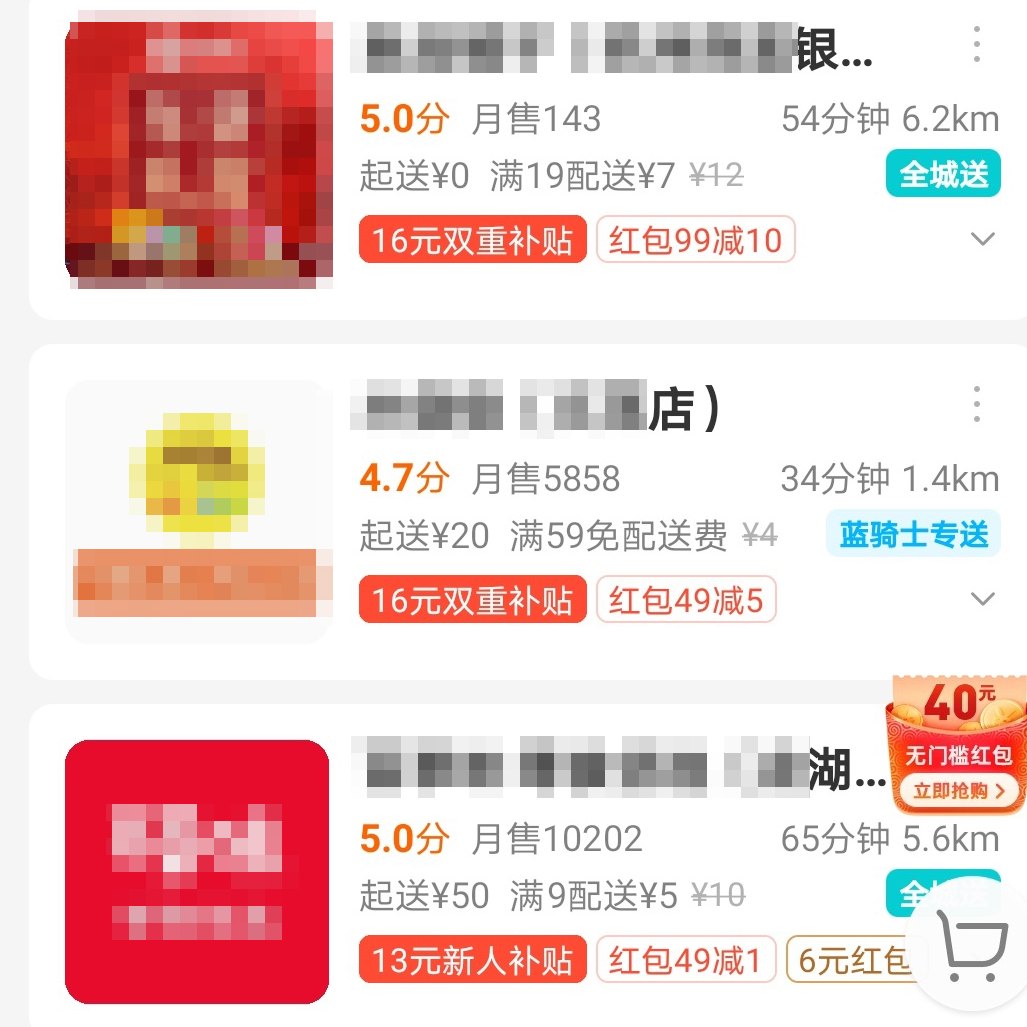 银...
5.0分 月售143 54分钟 6.2km
起送¥0 满19配送¥7 ¥12 全城送
16元双重补贴 红包99减10
店)
4.7分 月售5858 34分钟 1.4km
起送¥20 满59免配送费 ¥4 蓝骑士专送
16元双重补贴 红包49减5
40元
无门槛红包
立即抢购 >
湖...
5.0分 月售10202 65分钟 5.6km
起送¥50 满9配送¥5 ¥10 全城送
13元新人补贴 红包49减1 6元红包